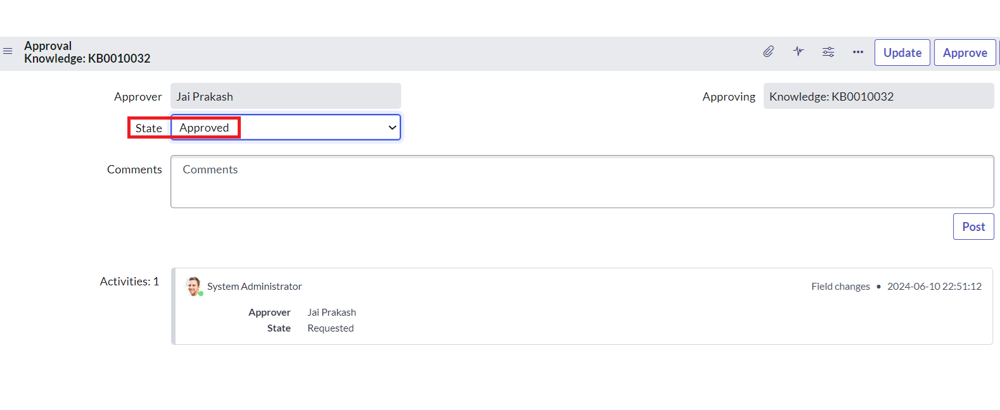 Approval
Knowledge: KB0010032
Update
Approve
Approver Jai Prakash
Approving Knowledge: KB0010032
State Approved
Comments Comments
Post
Activities: 1
System Administrator
Field changes • 2024-06-10 22:51:12
Approver Jai Prakash
State Requested